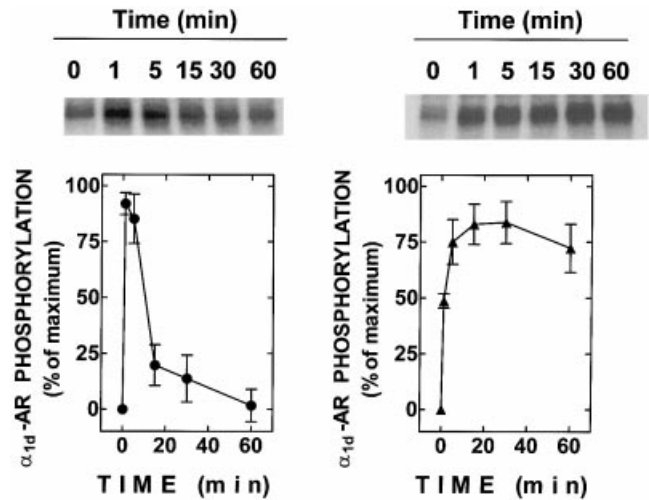 Time (min)
0 1 5 15 30 60
α1d-AR PHOSPHORYLATION
(% of maximum)
100
75
50
25
0
0 20 40 60
TIME (min)
Time (min)
0 1 5 15 30 60
α1d-AR PHOSPHORYLATION
(% of maximum)
100
75
50
25
0
0 20 40 60
TIME (min)